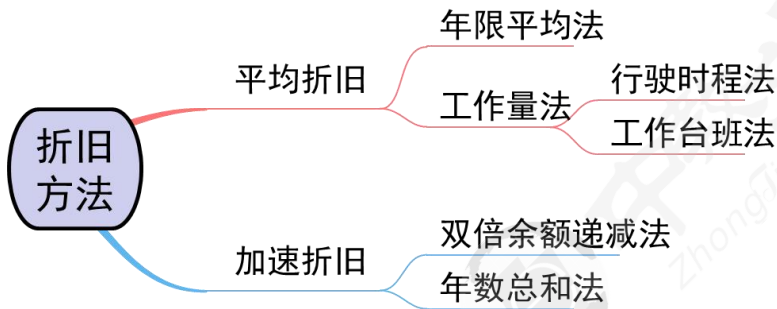 折旧
方法
平均折旧
年限平均法
工作量法
行驶时程法
工作台班法
加速折旧
双倍余额递减法
年数总和法